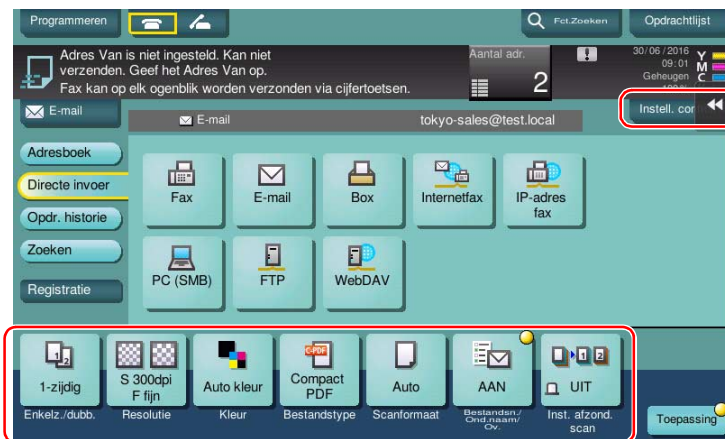 Programmeren
Fct.Zoeken
Opdrachtlijst
Adres Van is niet ingesteld. Kan niet
verzenden. Geef het Adres Van op.
Fax kan op elk ogenblik worden verzonden via cijfertoetsen.
Aantal adr.
2
30/06/2016
09:01
Geheugen
100%
Y
M
C
E-mail
E-mail
tokyo-sales@test.local
Instell. cor
Adresboek
Directe invoer
Opdr. historie
Zoeken
Registratie
Fax
E-mail
Box
Internetfax
IP-adres
fax
PC (SMB)
FTP
WebDAV
1-zijdig
S 300dpi
F fijn
Auto kleur
Compact
PDF
Auto
AAN
UIT
Enkelz./dubb.
Resolutie
Kleur
Bestandstype
Scanformaat
Bestandsn./
Ond.naam/
Ov.
Inst. afzond.
scan
Toepassing